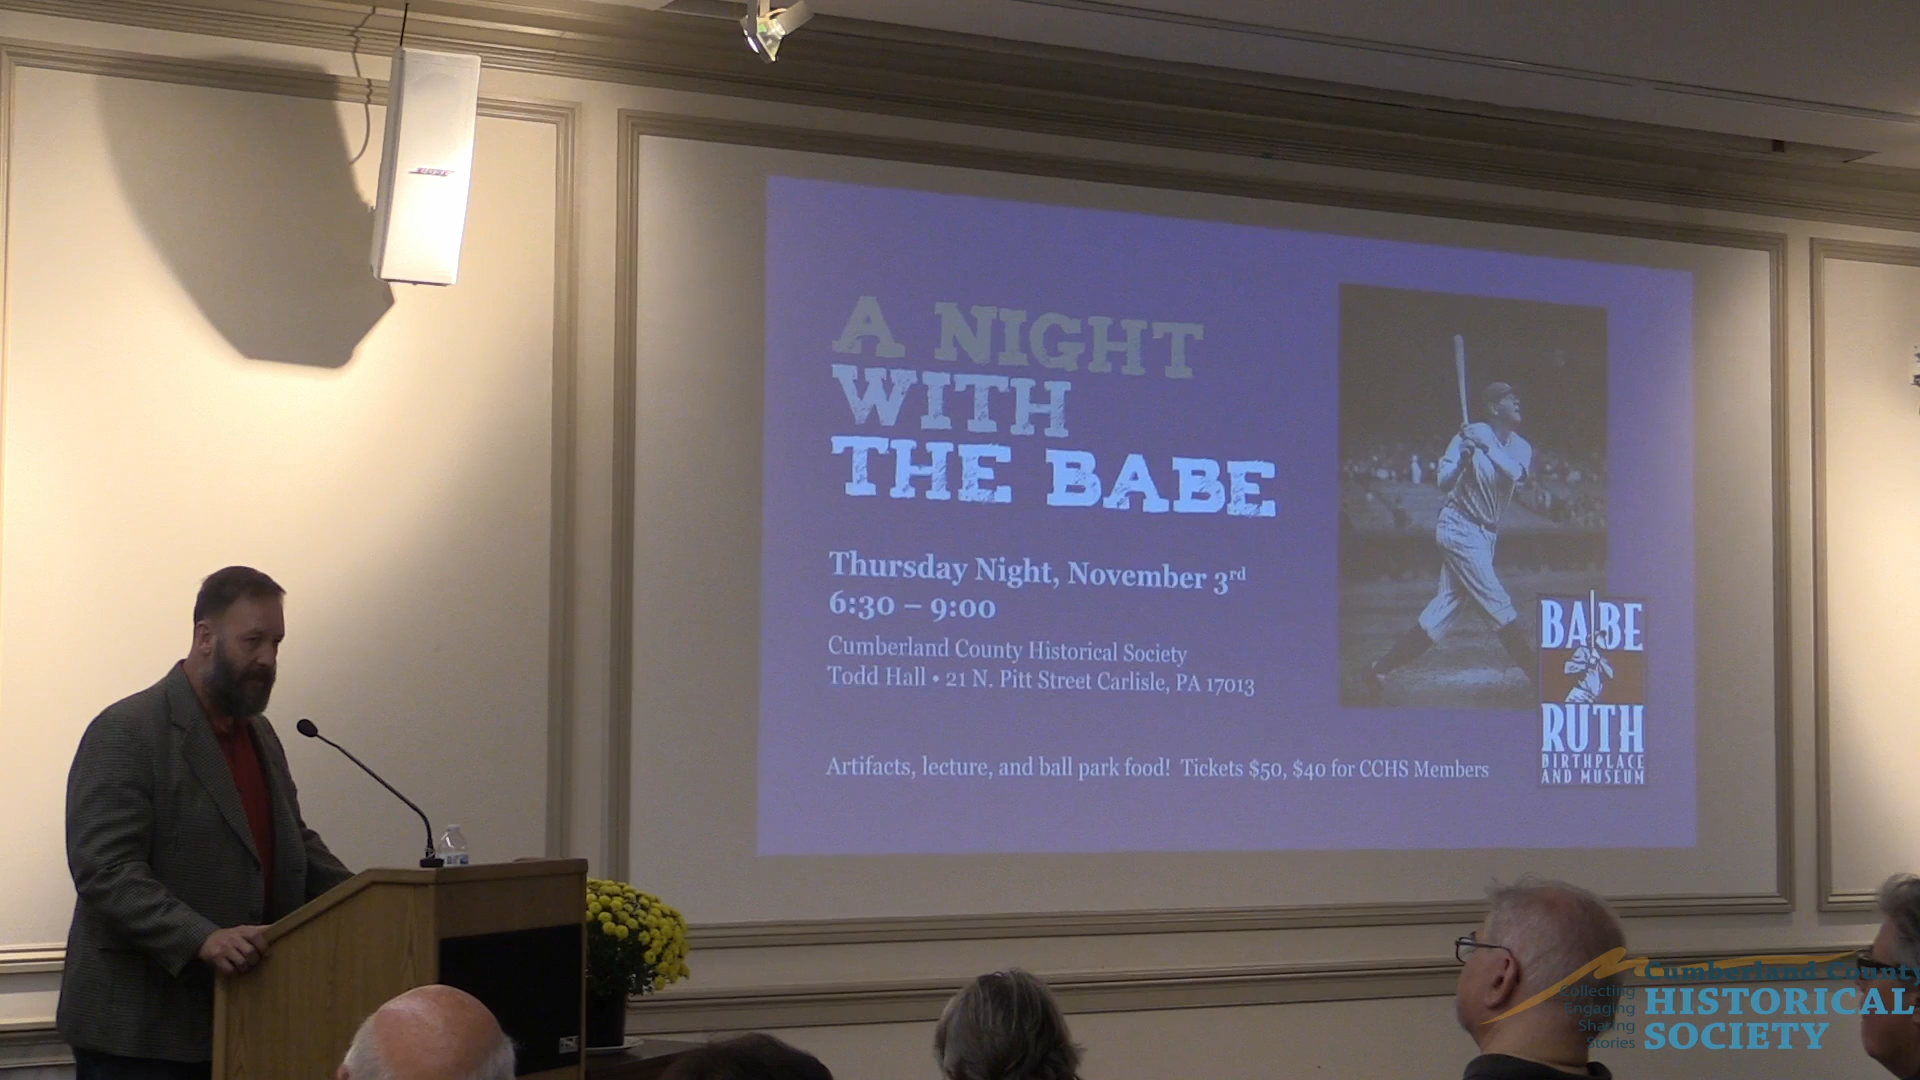 BOSE
A NIGHT
WITH
THE BABE
Thursday Night, November 3rd
6:30 – 9:00
Cumberland County Historical Society
Todd Hall • 21 N. Pitt Street Carlisle, PA 17013
Artifacts, lecture, and ball park food! Tickets $50, $40 for CCHS Members
BABE
RUTH
BIRTHPLACE
AND MUSEUM
Cumberland County
HISTORICAL
SOCIETY
Collecting
Engaging
Sharing
Stories